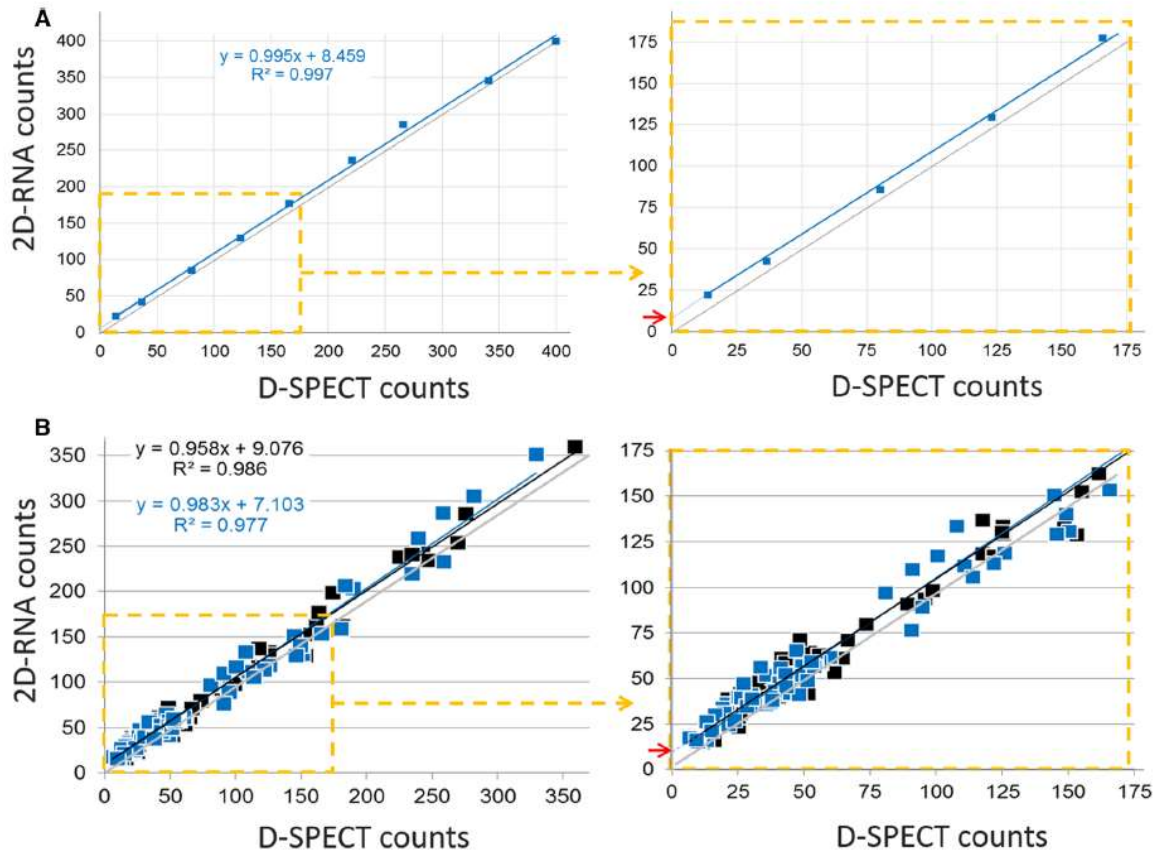 A
2D-RNA counts
400
350
300
250
200
150
100
50
0
y = 0.995x + 8.459
R² = 0.997
0 50 100 150 200 250 300 350 400
D-SPECT counts
175
150
125
100
75
50
25
0
0 25 50 75 100 125 150 175
D-SPECT counts
B
2D-RNA counts
350
300
250
200
150
100
50
0
y = 0.958x + 9.076
R² = 0.986
y = 0.983x + 7.103
R² = 0.977
0 50 100 150 200 250 300 350
D-SPECT counts
175
150
125
100
75
50
25
0
0 25 50 75 100 125 150 175
D-SPECT counts